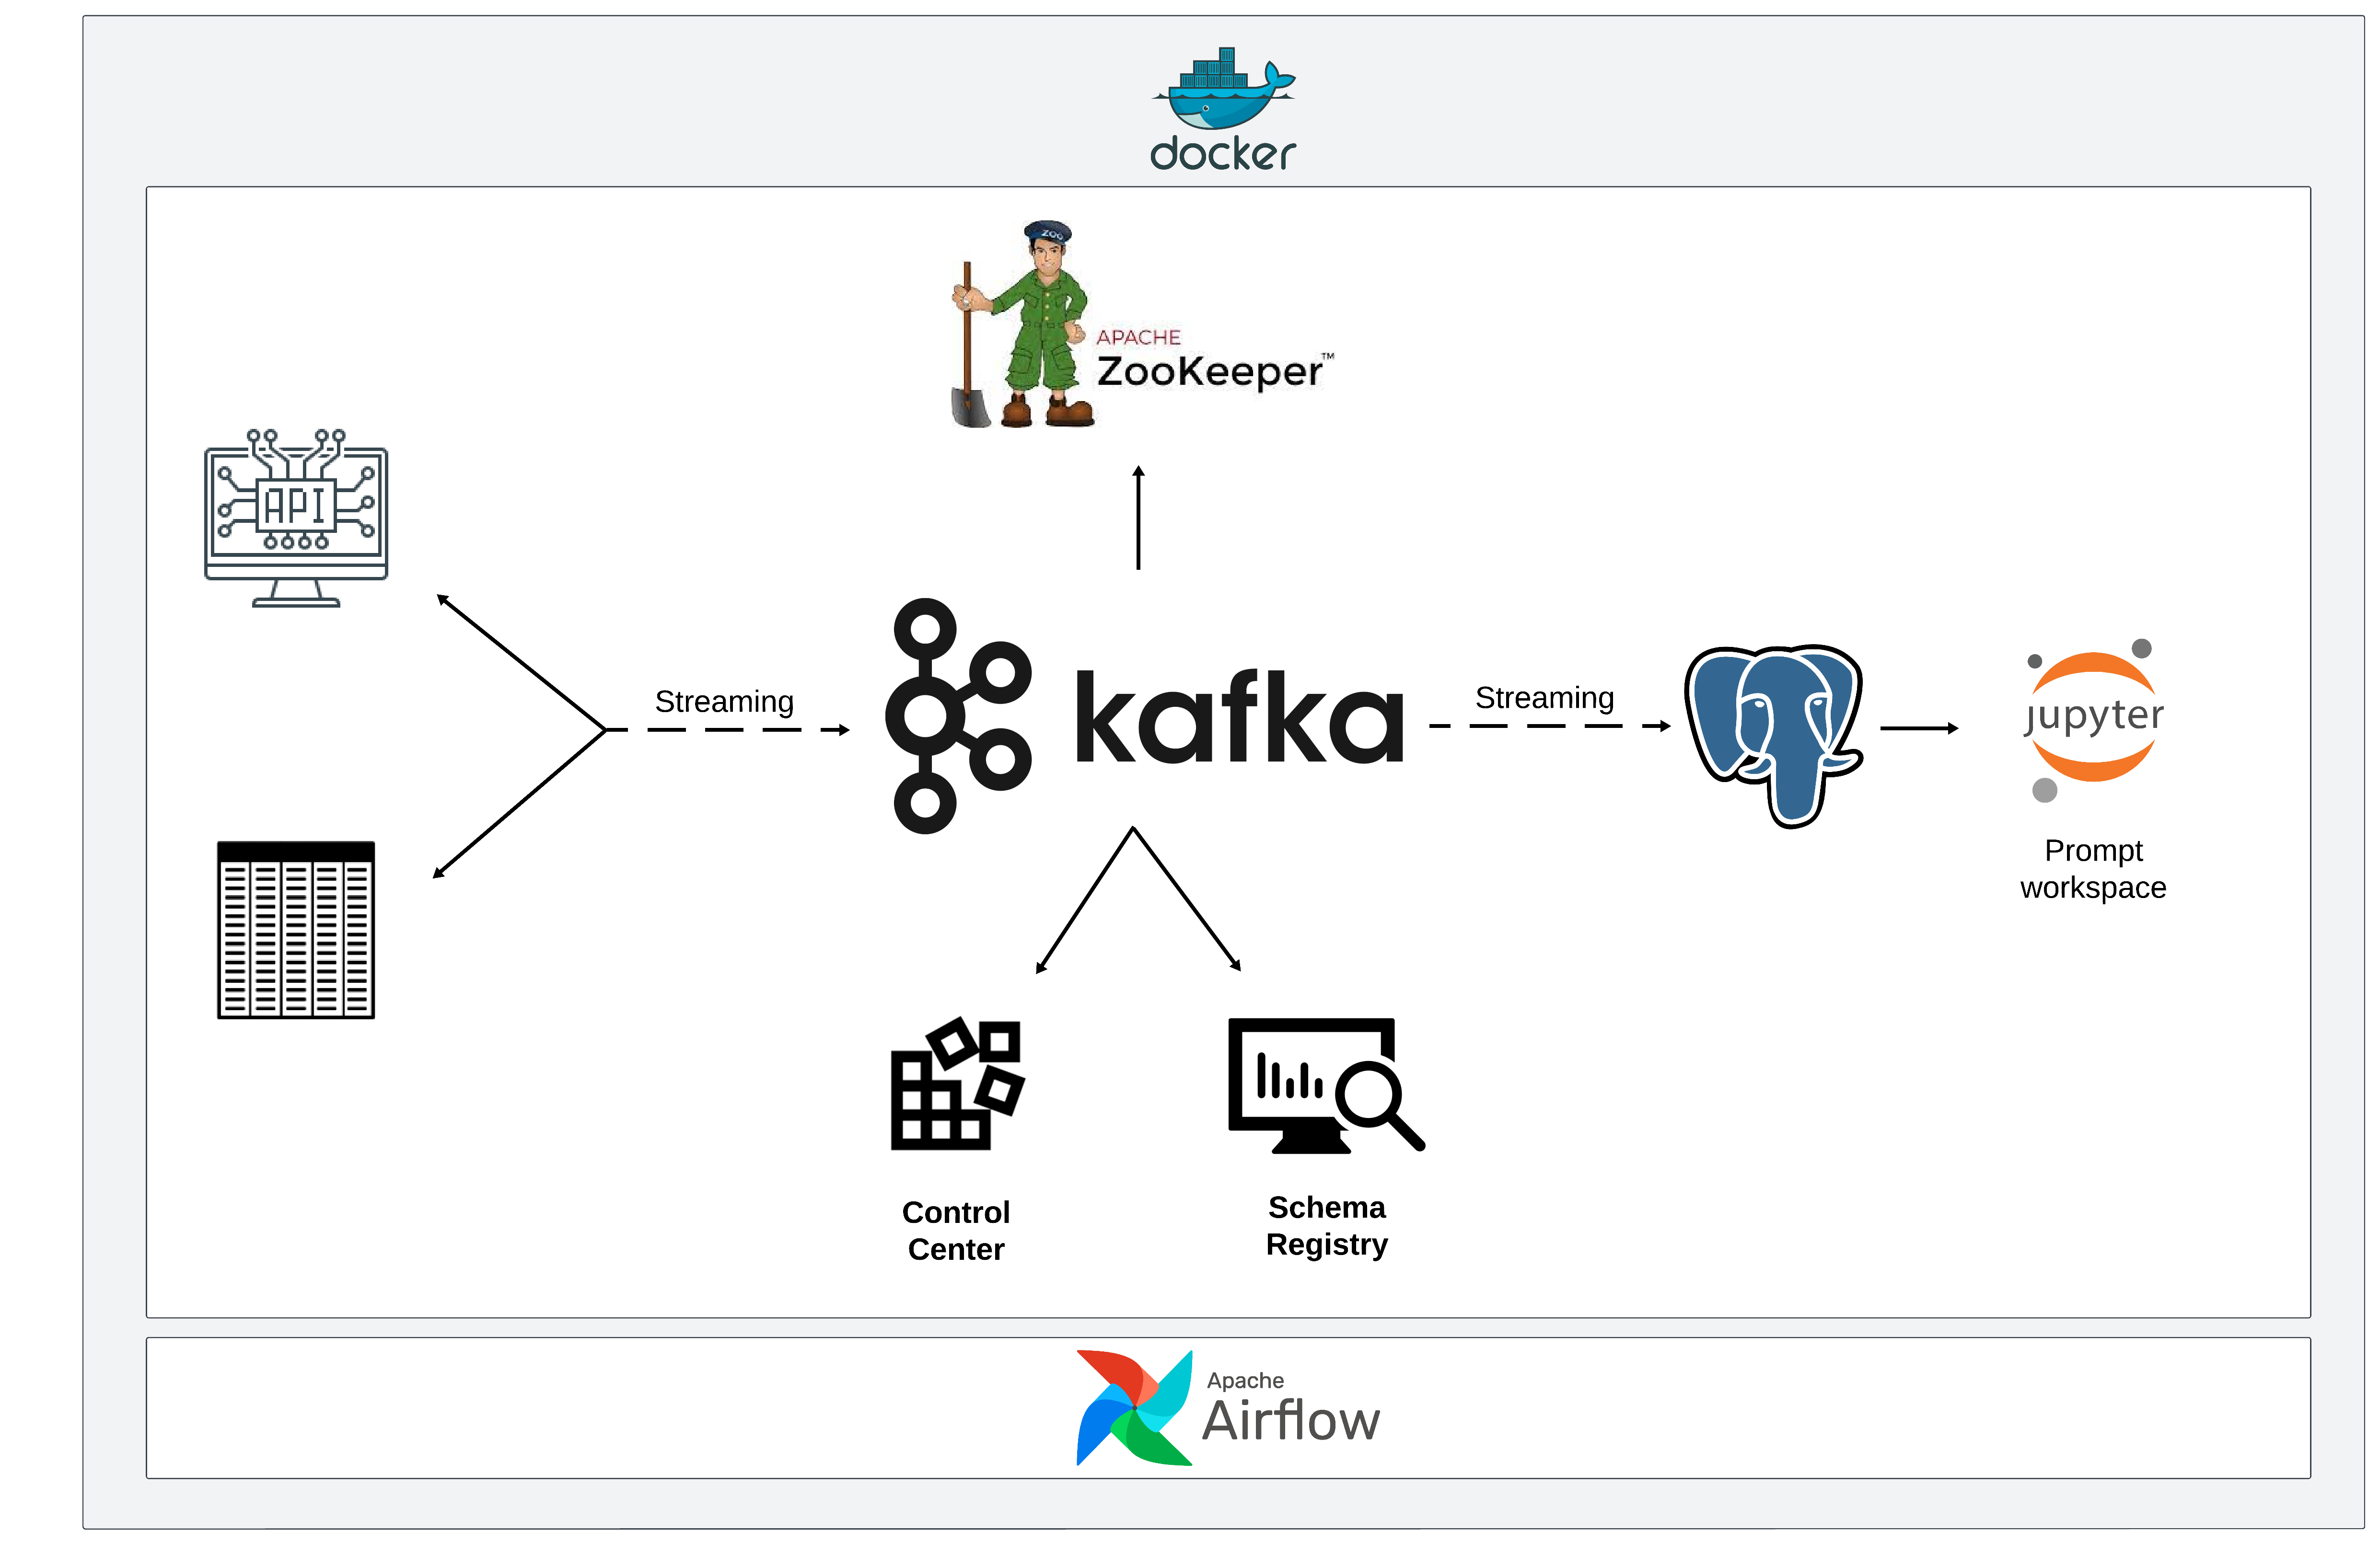 docker
ZOO
APACHE
ZooKeeper™
API
Streaming
kafka
Streaming
jupyter
Prompt
workspace
Control
Center
Schema
Registry
Apache
Airflow